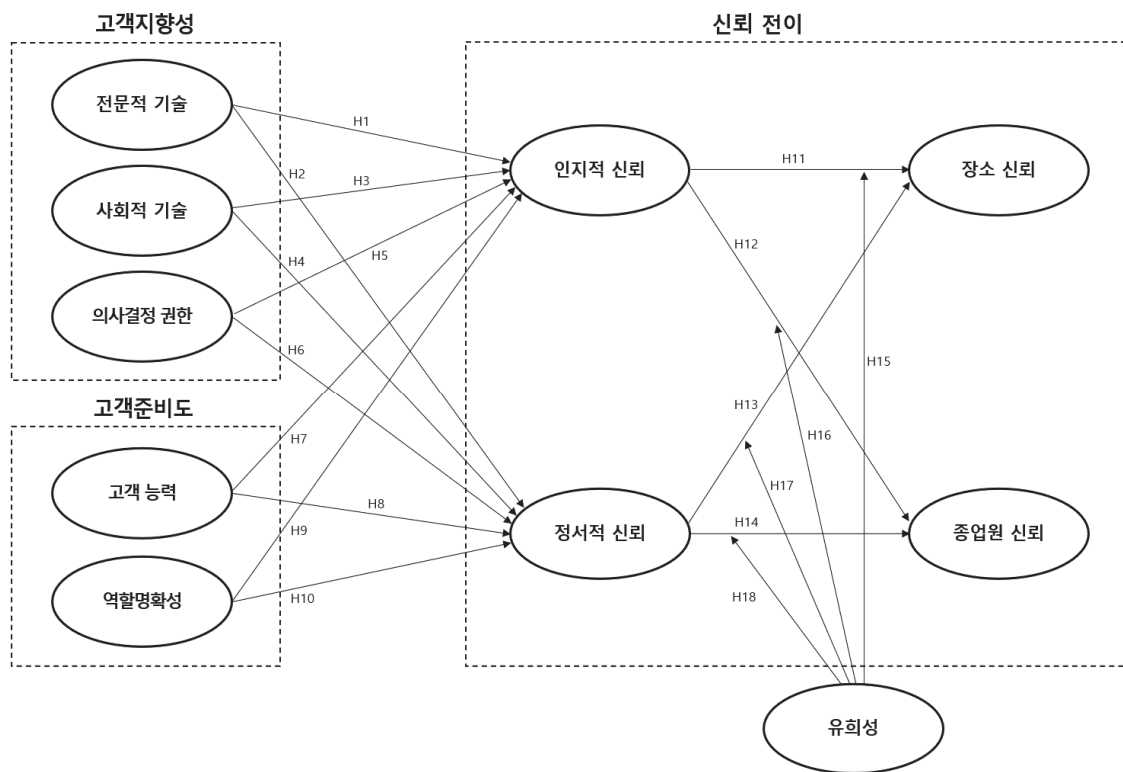 고객지향성
신뢰 전이
전문적 기술
사회적 기술
의사결정 권한
고객준비도
고객 능력
역할명확성
H1
H2
H3
H4
H5
H6
H7
H8
H9
H10
인지적 신뢰
정서적 신뢰
H11
H12
H13
H14
H15
H16
H17
H18
장소 신뢰
종업원 신뢰
유희성